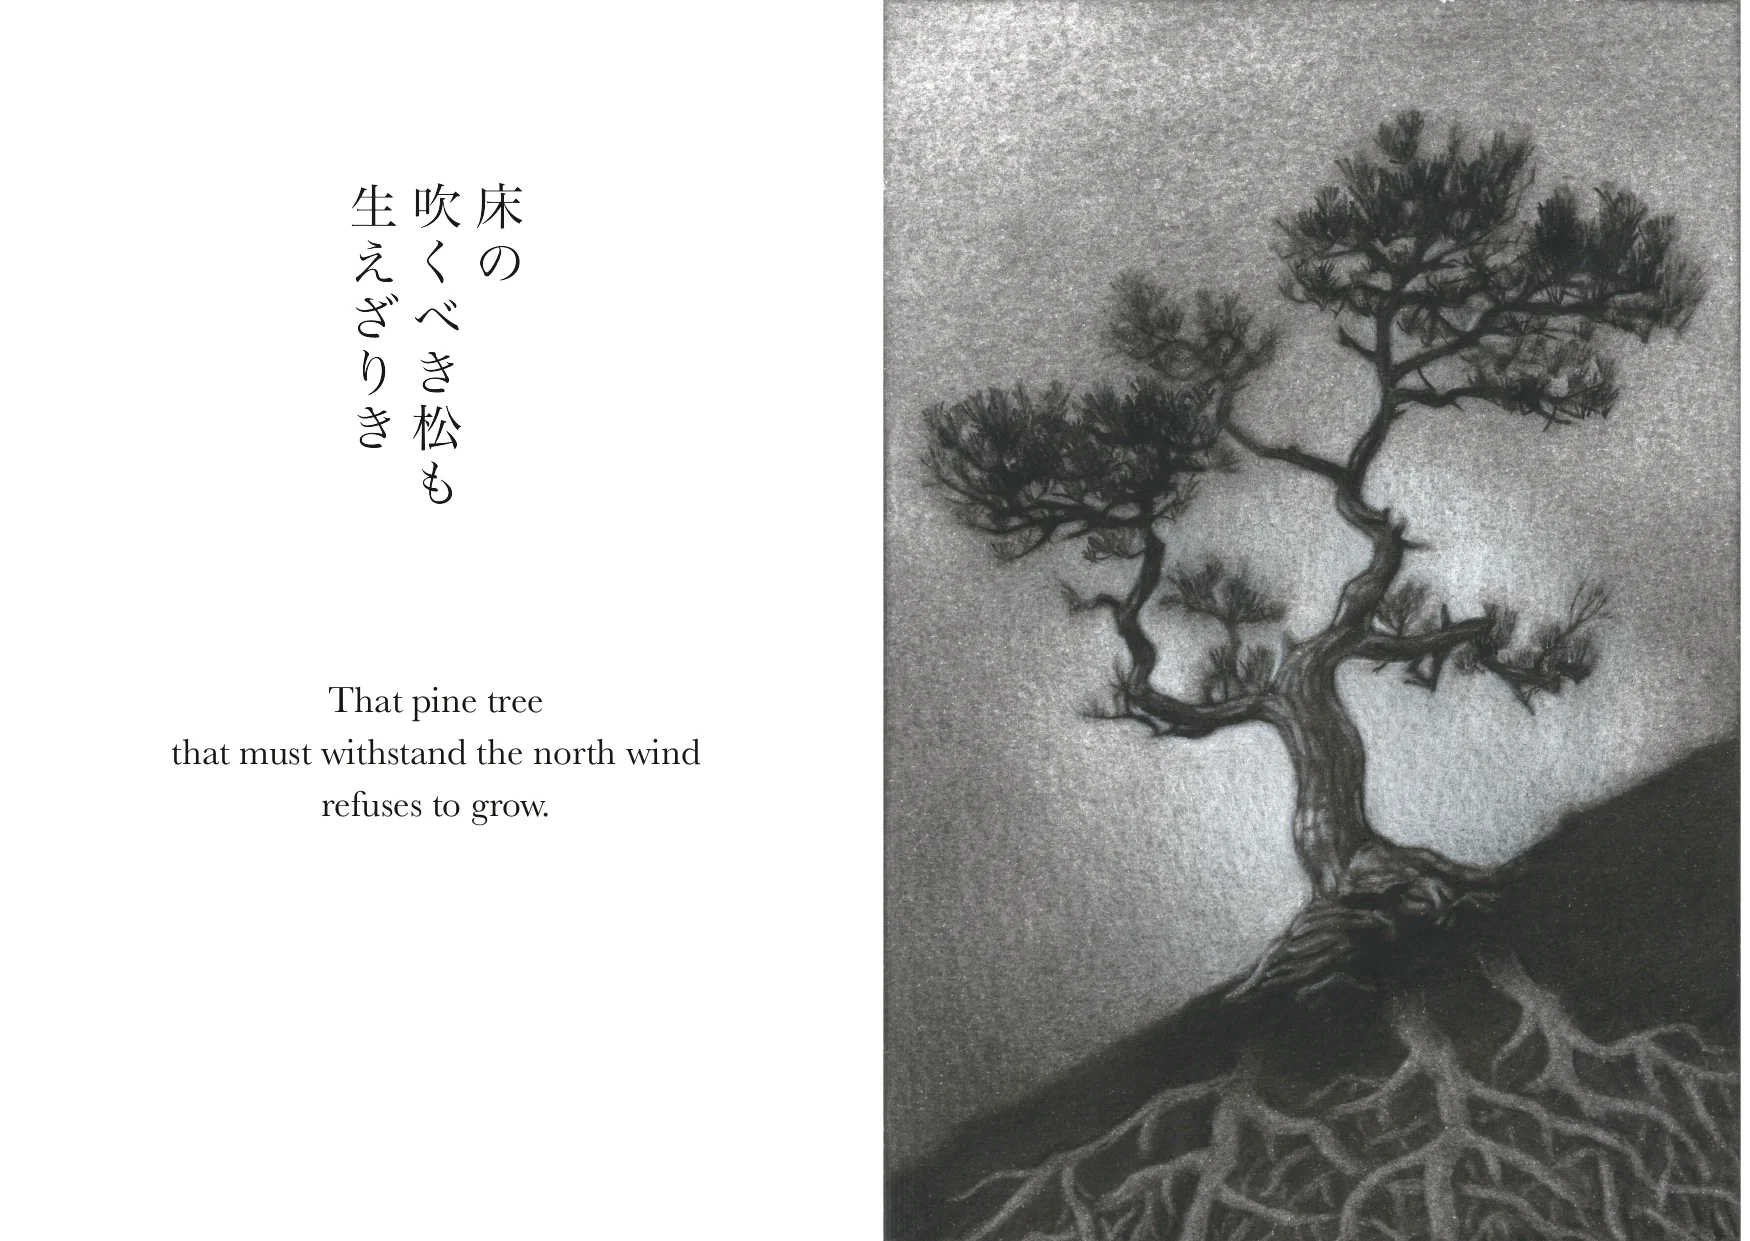 床の
吹くべき松も
生えざりき
That pine tree
that must withstand the north wind
refuses to grow.